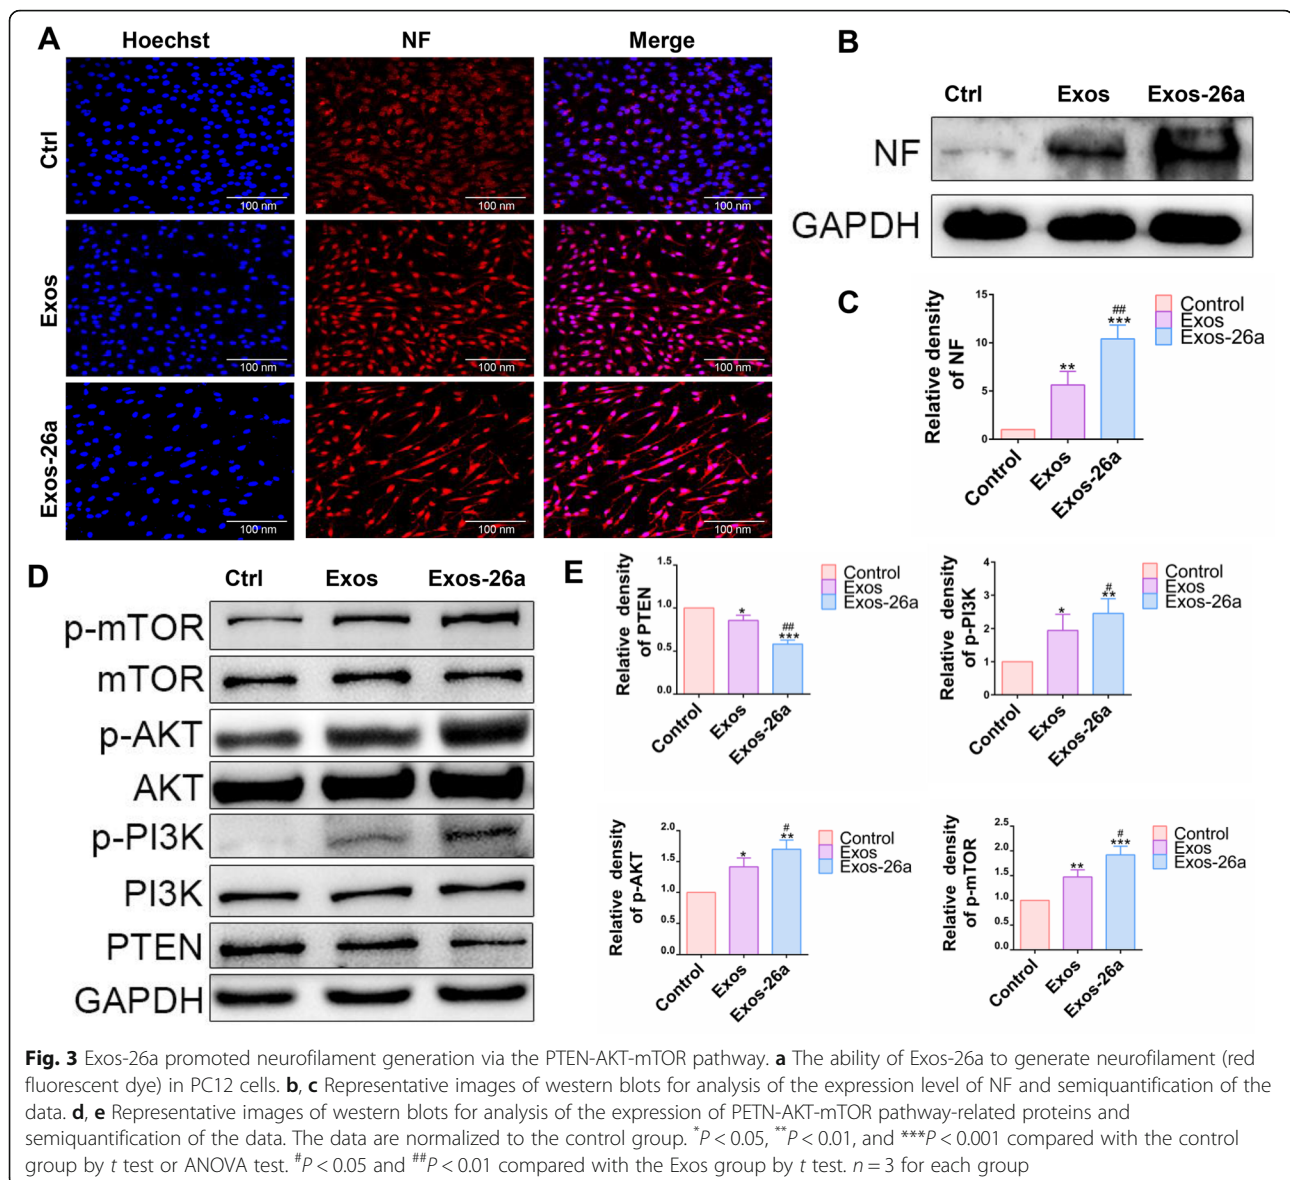 A
Hoechst NF Merge
Ctrl
100 nm 100 nm 100 nm
Exos
100 nm 100 nm 100 nm
Exos-26a
100 nm 100 nm 100 nm
B
Ctrl Exos Exos-26a
NF
GAPDH
C
Relative density
of NF
15
10
5
0
**
##
***
Control
Exos
Exos-26a
Control
Exos
Exos-26a
D
Ctrl Exos Exos-26a
p-mTOR
mTOR
p-AKT
AKT
p-PI3K
PI3K
PTEN
GAPDH
E
Relative density
of PTEN
1.5
1.0
0.5
0.0
*
##
***
Control
Exos
Exos-26a
Control
Exos
Exos-26a
Relative density
of p-PI3K
4
3
2
1
0
*
#
**
Control
Exos
Exos-26a
Control
Exos
Exos-26a
Relative density
of p-AKT
2.0
1.5
1.0
0.5
0.0
*
#
**
Control
Exos
Exos-26a
Control
Exos
Exos-26a
Relative density
of p-mTOR
2.5
2.0
1.5
1.0
0.5
0.0
**
#
***
Control
Exos
Exos-26a
Control
Exos
Exos-26a
Fig. 3 Exos-26a promoted neurofilament generation via the PTEN-AKT-mTOR pathway. a The ability of Exos-26a to generate neurofilament (red
fluorescent dye) in PC12 cells. b, c Representative images of western blots for analysis of the expression level of NF and semiquantification of the
data. d, e Representative images of western blots for analysis of the expression of PETN-AKT-mTOR pathway-related proteins and
semiquantification of the data. The data are normalized to the control group. *P < 0.05, **P < 0.01, and ***P < 0.001 compared with the control
group by t test or ANOVA test. #P < 0.05 and ##P < 0.01 compared with the Exos group by t test. n = 3 for each group